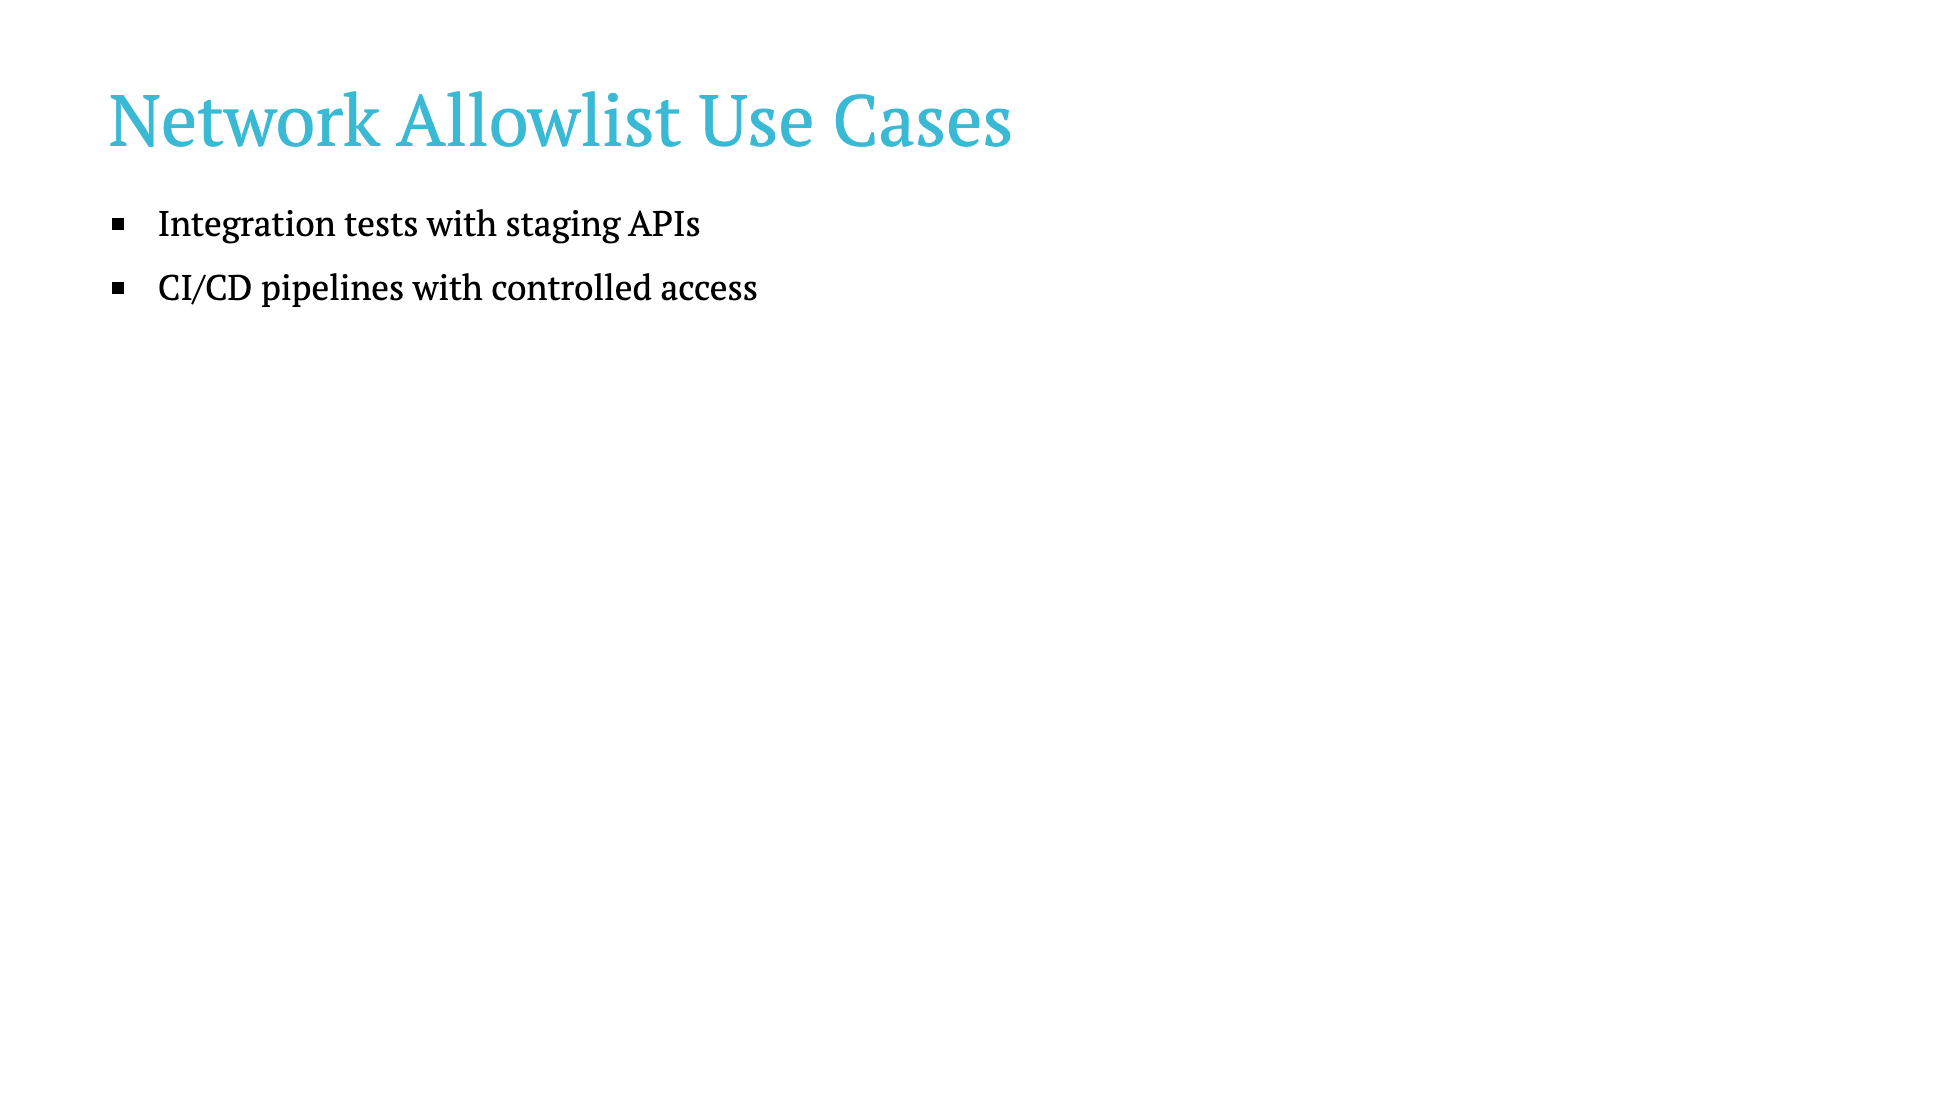 Network Allowlist Use Cases
▪ Integration tests with staging APIs
▪ CI/CD pipelines with controlled access